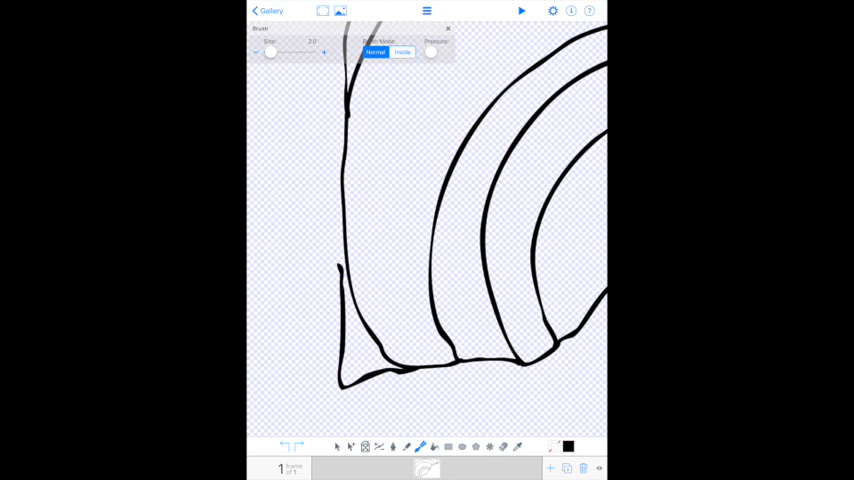 Gallery
Brush
Size: 2.0
Brush Mode: Pressure:
Normal Inside
1 frame
of 1